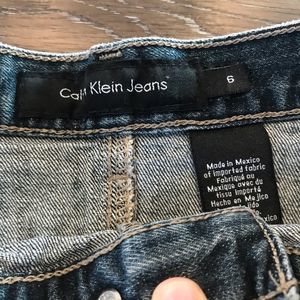 Calvin Klein Jeans
6
Made in Mexico
of imported fabric
Fabriqué au
Mexique avec du
tissu importé
Hecho en Mejico